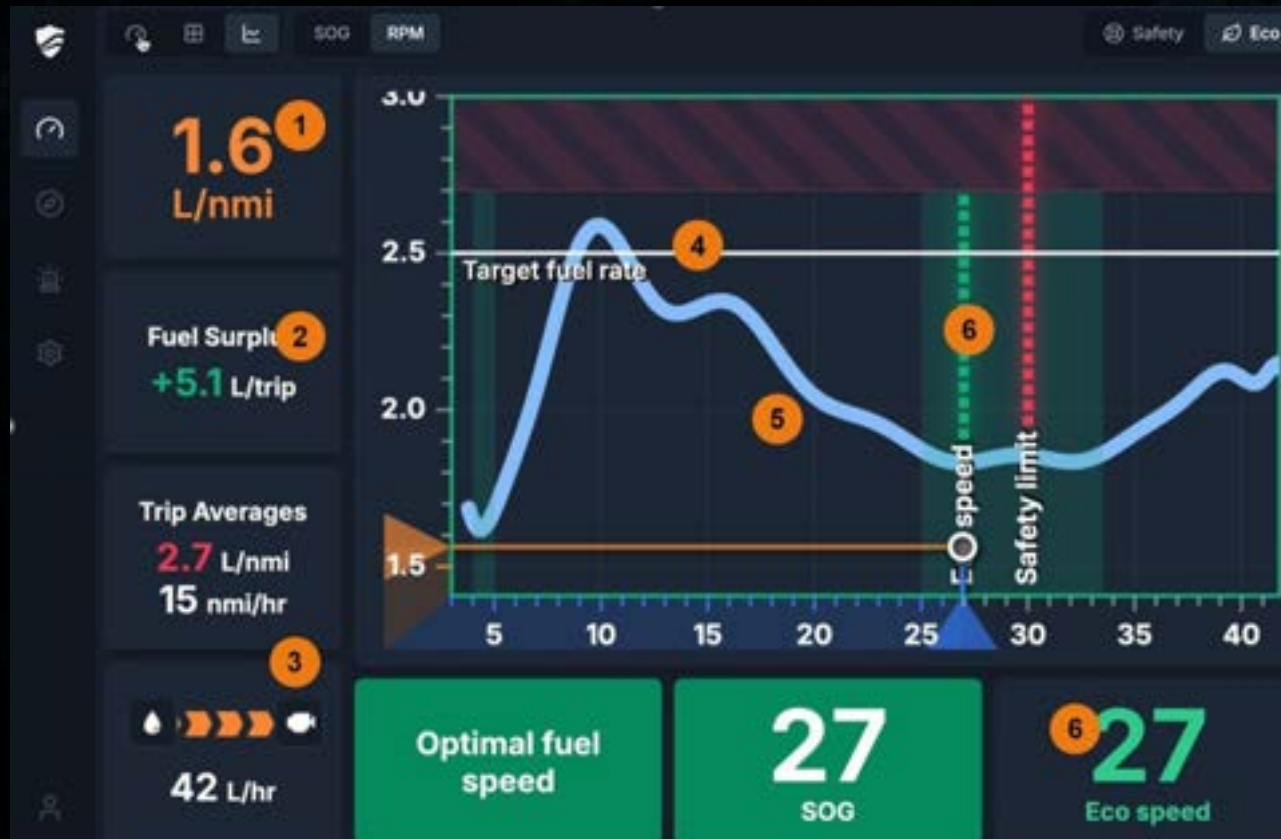 SOG
RPM
Safety
Eco
1.6
1
L/nmi
Fuel Surplu
2
+5.1 L/trip
Trip Averages
2.7 L/nmi
15 nmi/hr
3
42 L/hr
3.0
2.5
2.0
1.5
Target fuel rate
4
5
6
speed
Safety limit
5
10
15
20
25
30
35
40
Optimal fuel
speed
27
SOG
6
27
Eco speed